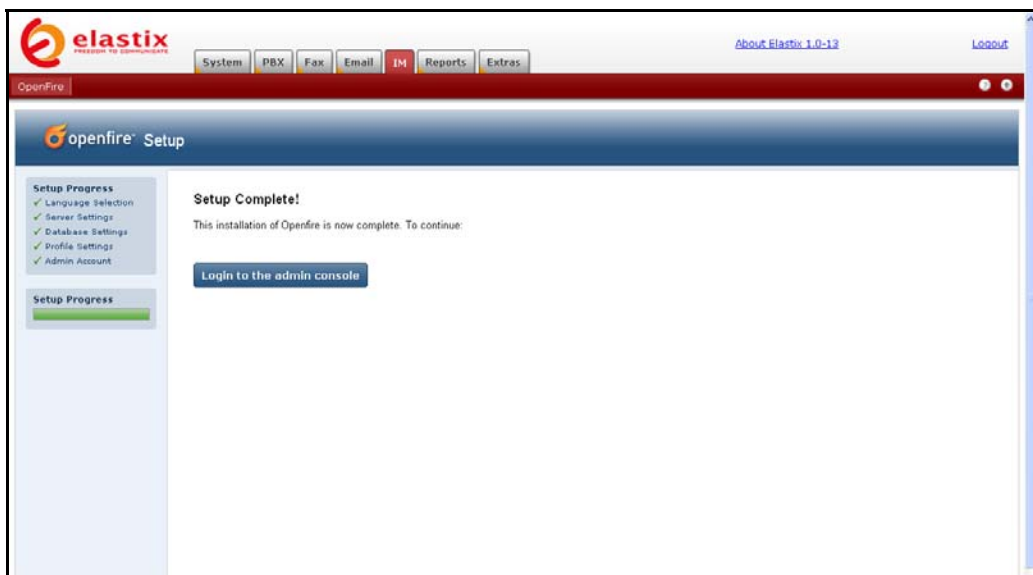 elastix
FREEDOM TO COMMUNICATE
About Elastix 1.0-13
Logout
System PBX Fax Email IM Reports Extras
OpenFire
openfire Setup
Setup Progress
Language Selection
Server Settings
Database Settings
Profile Settings
Admin Account
Setup Progress
Setup Complete!
This installation of Openfire is now complete. To continue:
Login to the admin console